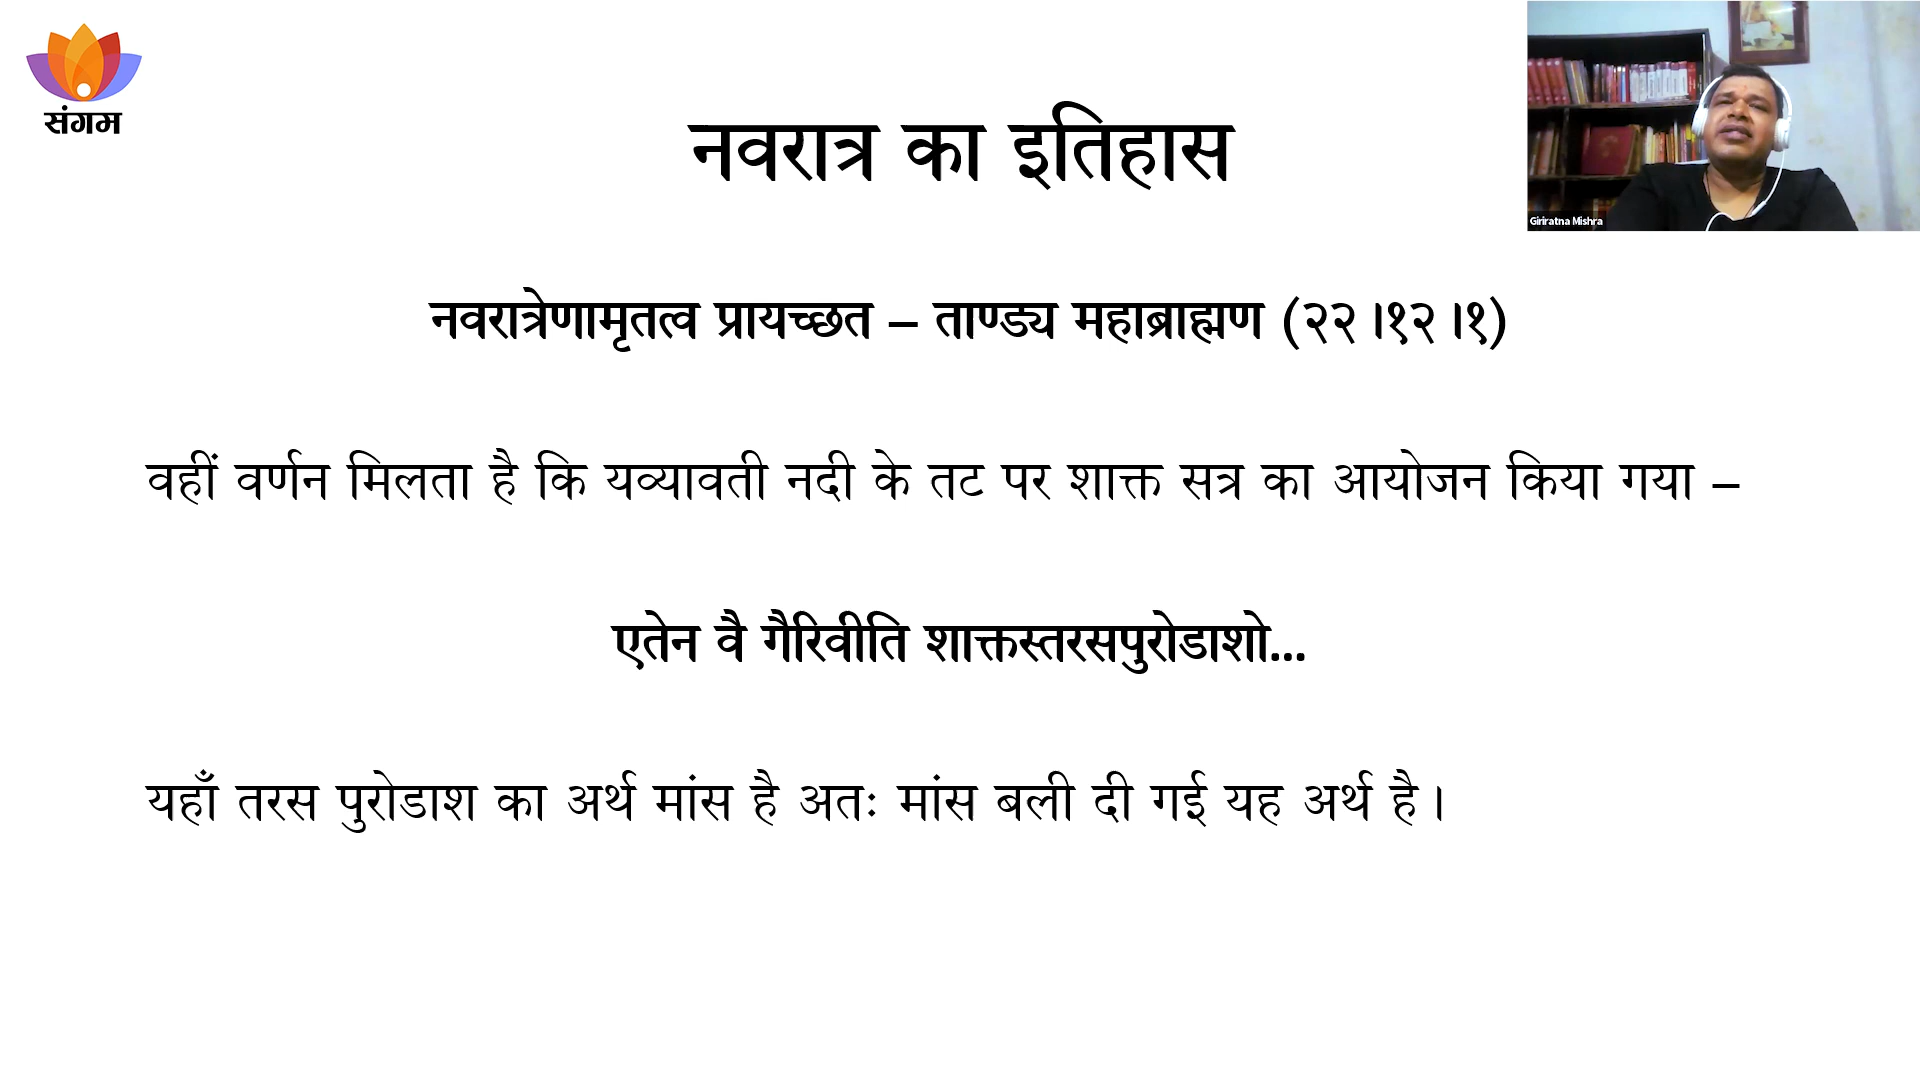 संगम
नवरात्र का इतिहास
Giriratna Mishra
नवरात्रेणामृतत्व प्रायच्छत – ताण्ड्य महाब्राह्मण (२२।१२।१)
वहीं वर्णन मिलता है कि यव्यावती नदी के तट पर शाक्त सत्र का आयोजन किया गया –
एतेन वै गैरिवीति शाक्तस्तरसपुरोडाशो...
यहाँ तरस पुरोडाश का अर्थ मांस है अतः मांस बली दी गई यह अर्थ है।